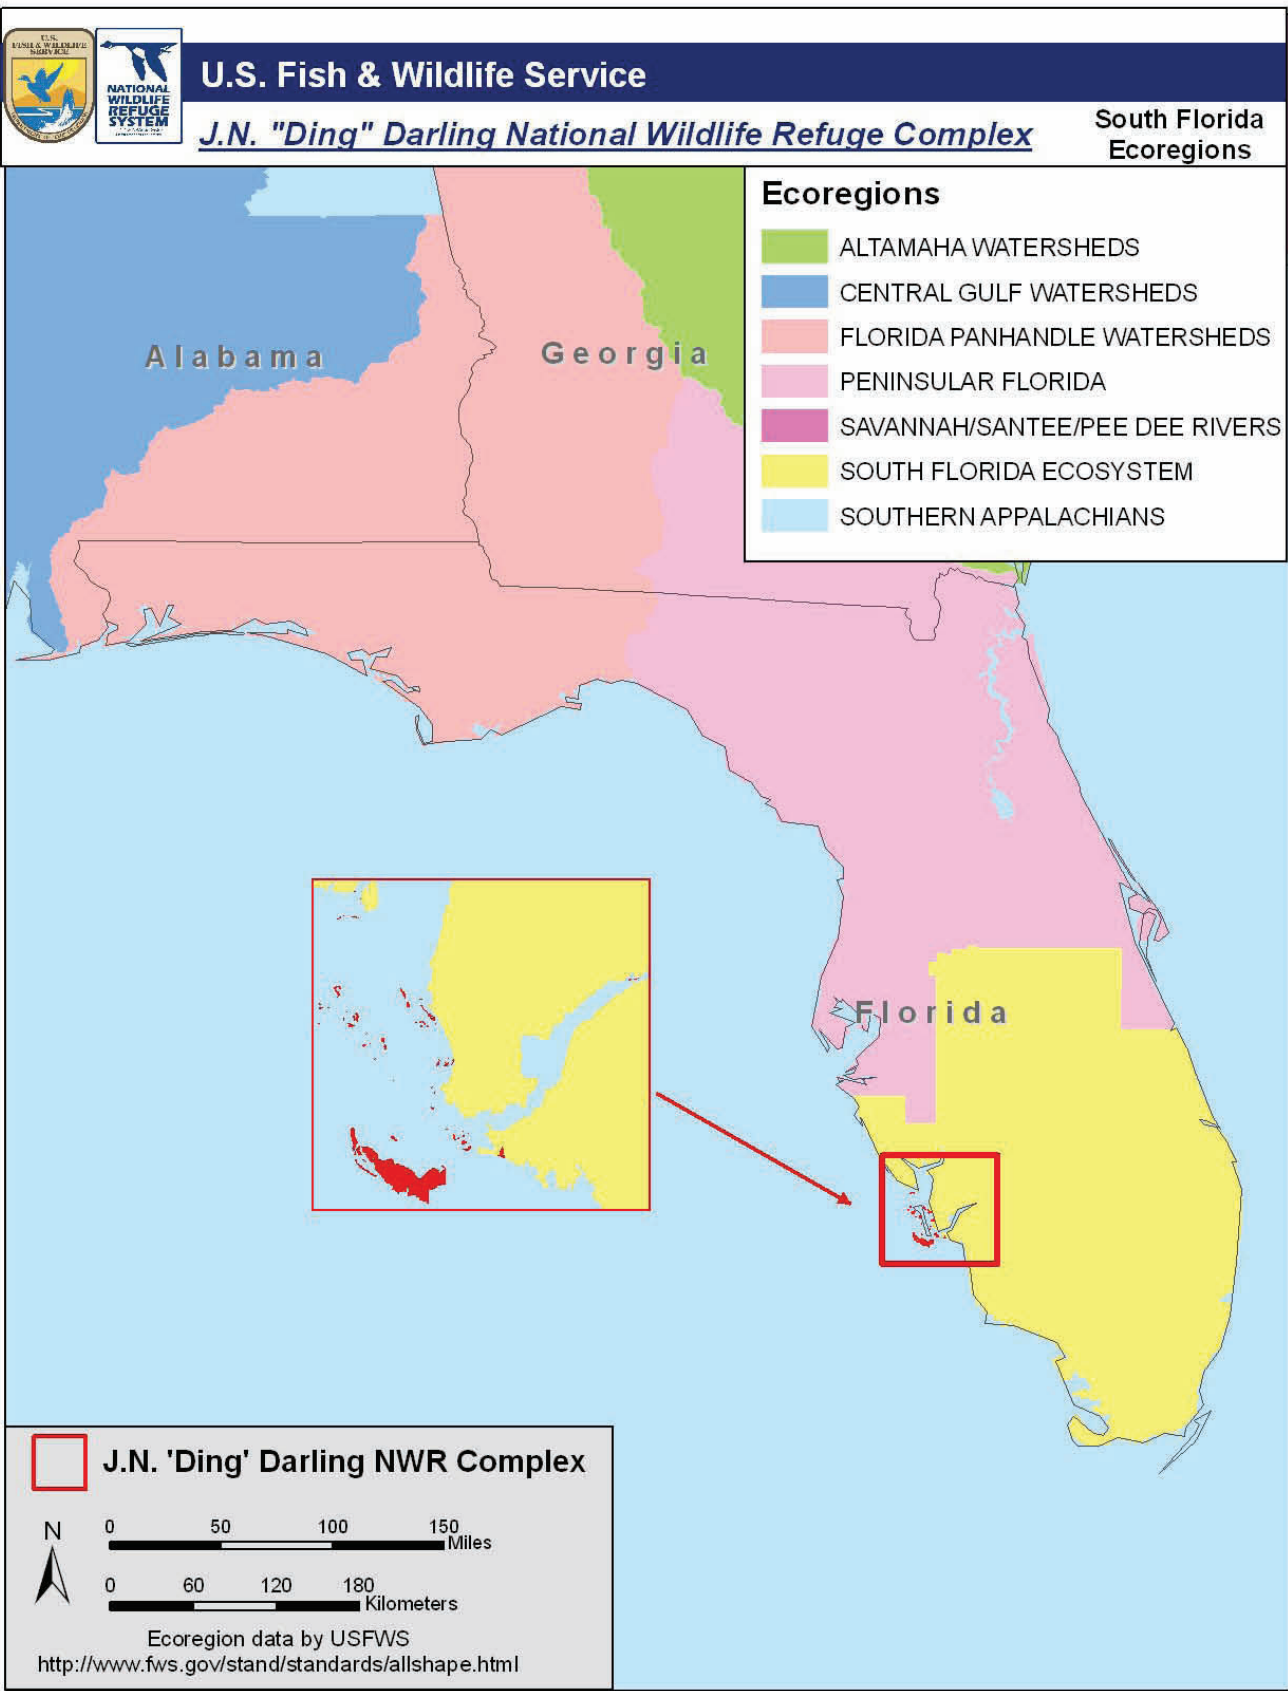 U.S.
FISH & WILDLIFE
SERVICE
NATIONAL
WILDLIFE
REFUGE
SYSTEM
U.S. Fish & Wildlife Service
J.N. "Ding" Darling National Wildlife Refuge Complex
South Florida
Ecoregions
Ecoregions
ALTAMAHA WATERSHEDS
CENTRAL GULF WATERSHEDS
FLORIDA PANHANDLE WATERSHEDS
PENINSULAR FLORIDA
SAVANNAH/SANTEE/PEE DEE RIVERS
SOUTH FLORIDA ECOSYSTEM
SOUTHERN APPALACHIANS
Alabama
Georgia
Florida
J.N. 'Ding' Darling NWR Complex
N
0 50 100 150
Miles
0 60 120 180
Kilometers
Ecoregion data by USFWS
http://www.fws.gov/stand/standards/allshape.html